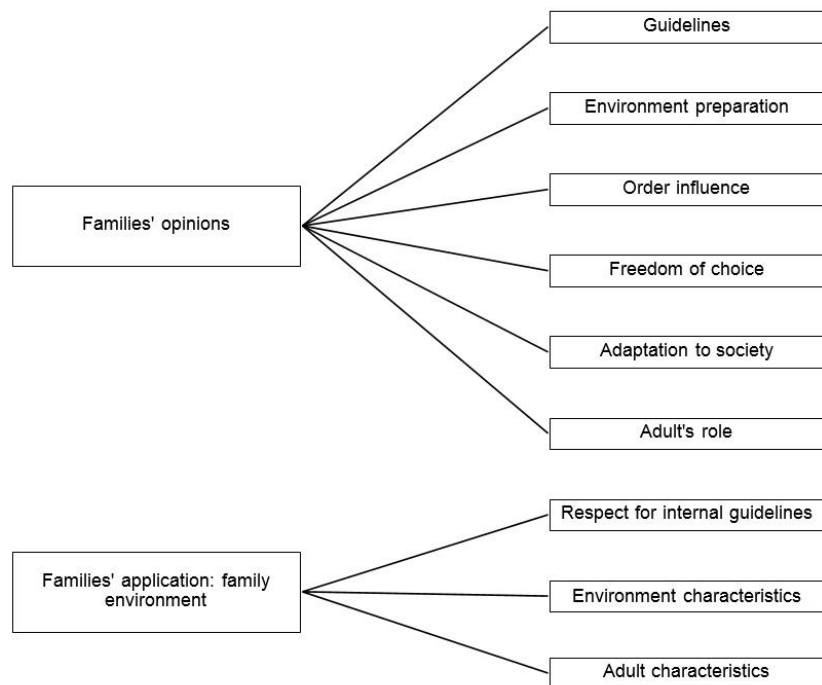 Guidelines
Environment preparation
Order influence
Families' opinions
Freedom of choice
Adaptation to society
Adult's role
Respect for internal guidelines
Families' application: family
environment
Environment characteristics
Adult characteristics